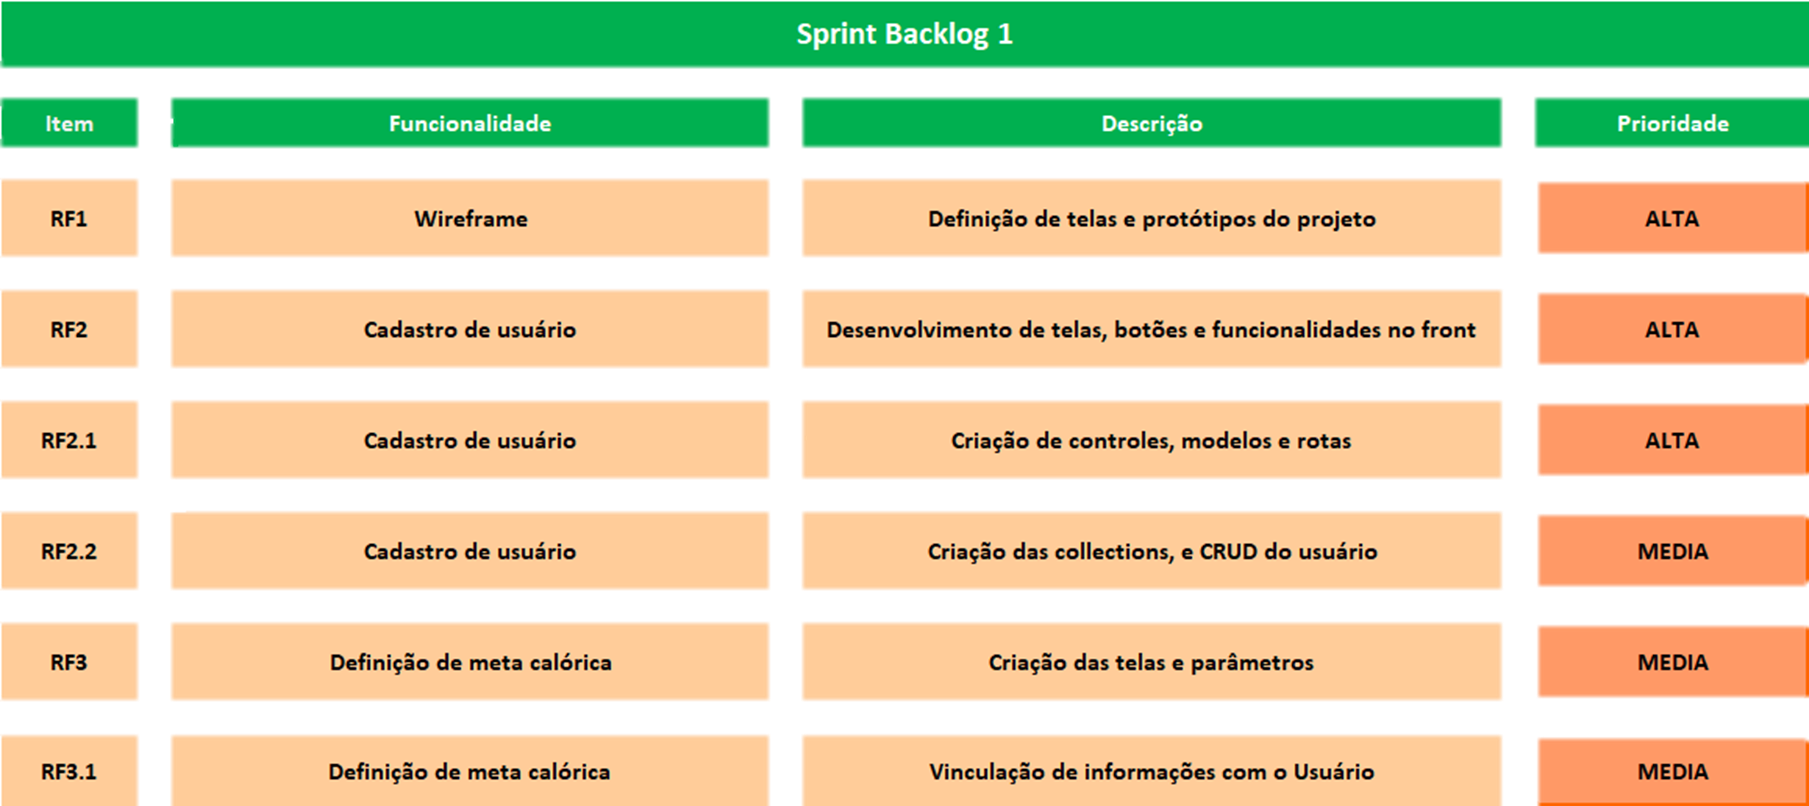 Sprint Backlog 1
Item Funcionalidade Descrição Prioridade
RF1 Wireframe Definição de telas e protótipos do projeto ALTA
RF2 Cadastro de usuário Desenvolvimento de telas, botões e funcionalidades no front ALTA
RF2.1 Cadastro de usuário Criação de controles, modelos e rotas ALTA
RF2.2 Cadastro de usuário Criação das collections, e CRUD do usuário MEDIA
RF3 Definição de meta calórica Criação das telas e parâmetros MEDIA
RF3.1 Definição de meta calórica Vinculação de informações com o Usuário MEDIA